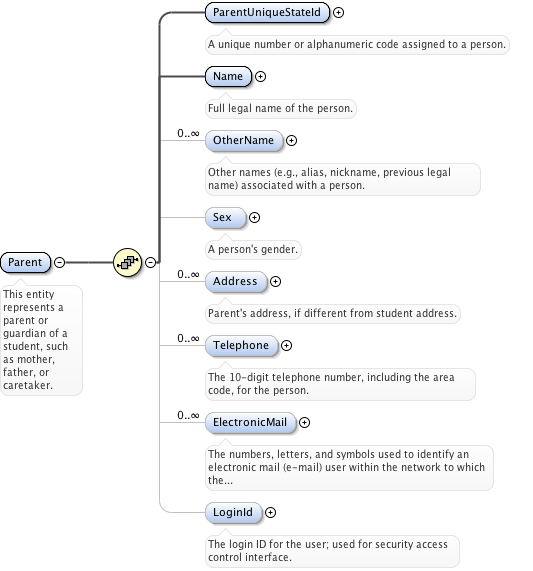 ParentUniqueStateId
A unique number or alphanumeric code assigned to a person.
Name
Full legal name of the person.
0..∞
OtherName
Other names (e.g., alias, nickname, previous legal
name) associated with a person.
Sex
A person's gender.
Parent
This entity
represents a
parent or
guardian of a
student, such
as mother,
father, or
caretaker.
0..∞
Address
Parent's address, if different from student address.
0..∞
Telephone
The 10-digit telephone number, including the area
code, for the person.
0..∞
ElectronicMail
The numbers, letters, and symbols used to identify an
electronic mail (e-mail) user within the network to which
the...
LoginId
The login ID for the user; used for security access
control interface.